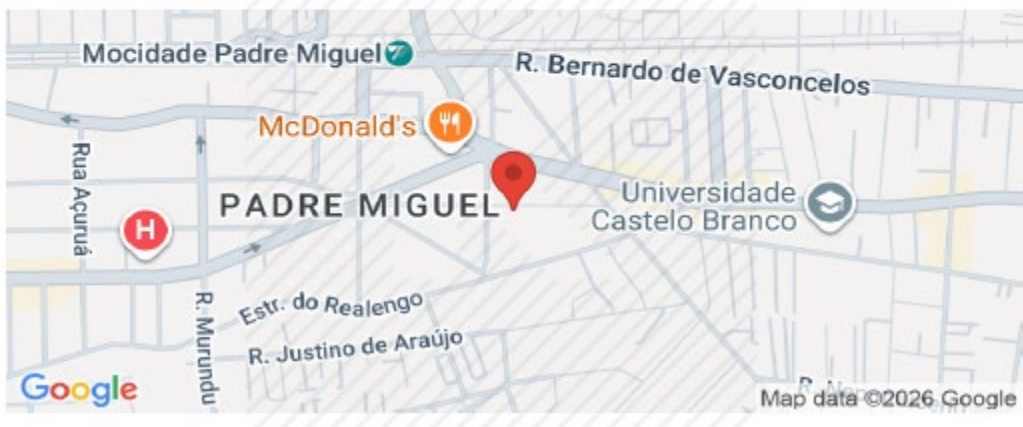 Mocidade Padre Miguel
R. Bernardo de Vasconcelos
McDonald's
Rua Açuruá
PADRE MIGUEL
Universidade
Castelo Branco
H
R. Murundu
Estr. do Realengo
R. Justino de Araújo
Google
Map data ©2026 Google